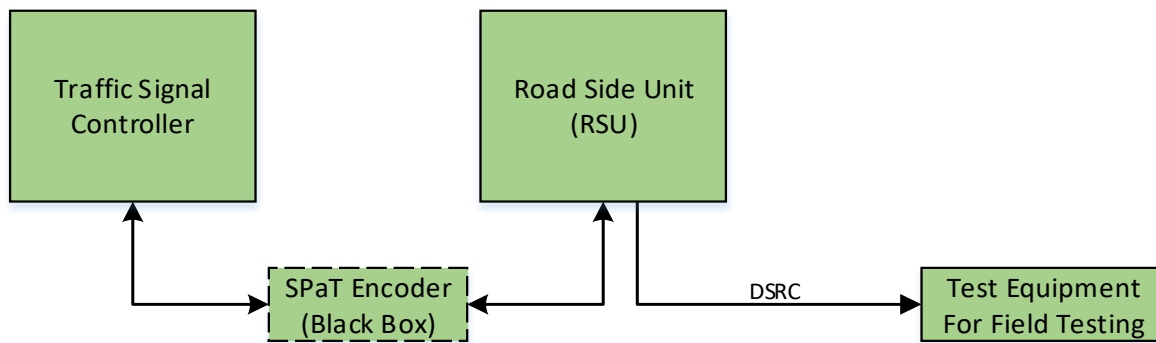 Traffic Signal
Controller
Road Side Unit
(RSU)
SPaT Encoder
(Black Box)
DSRC
Test Equipment
For Field Testing